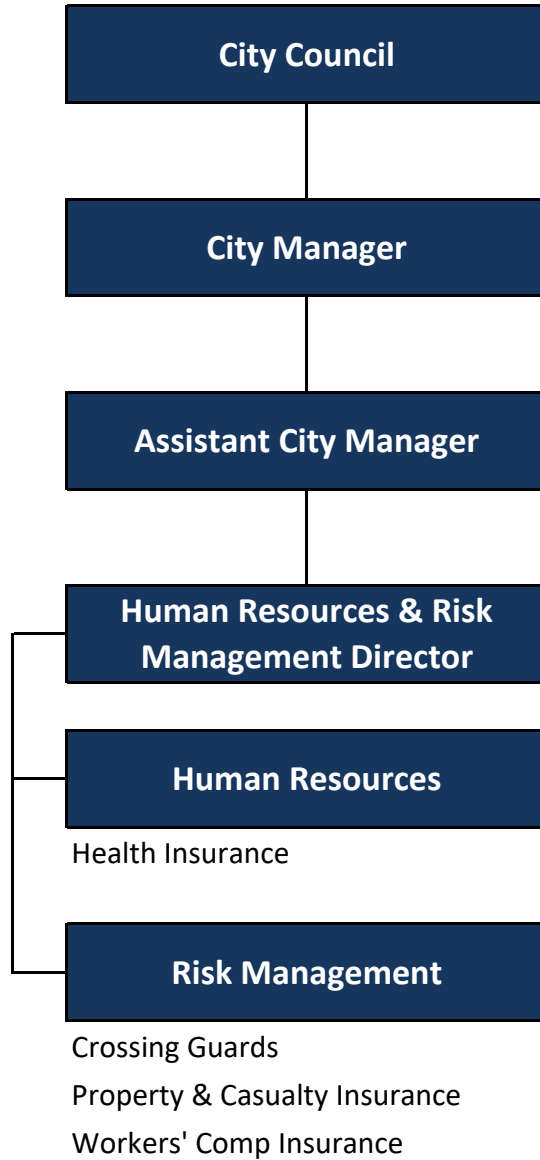 City Council
City Manager
Assistant City Manager
Human Resources & Risk
Management Director
Human Resources
Health Insurance
Risk Management
Crossing Guards
Property & Casualty Insurance
Workers' Comp Insurance